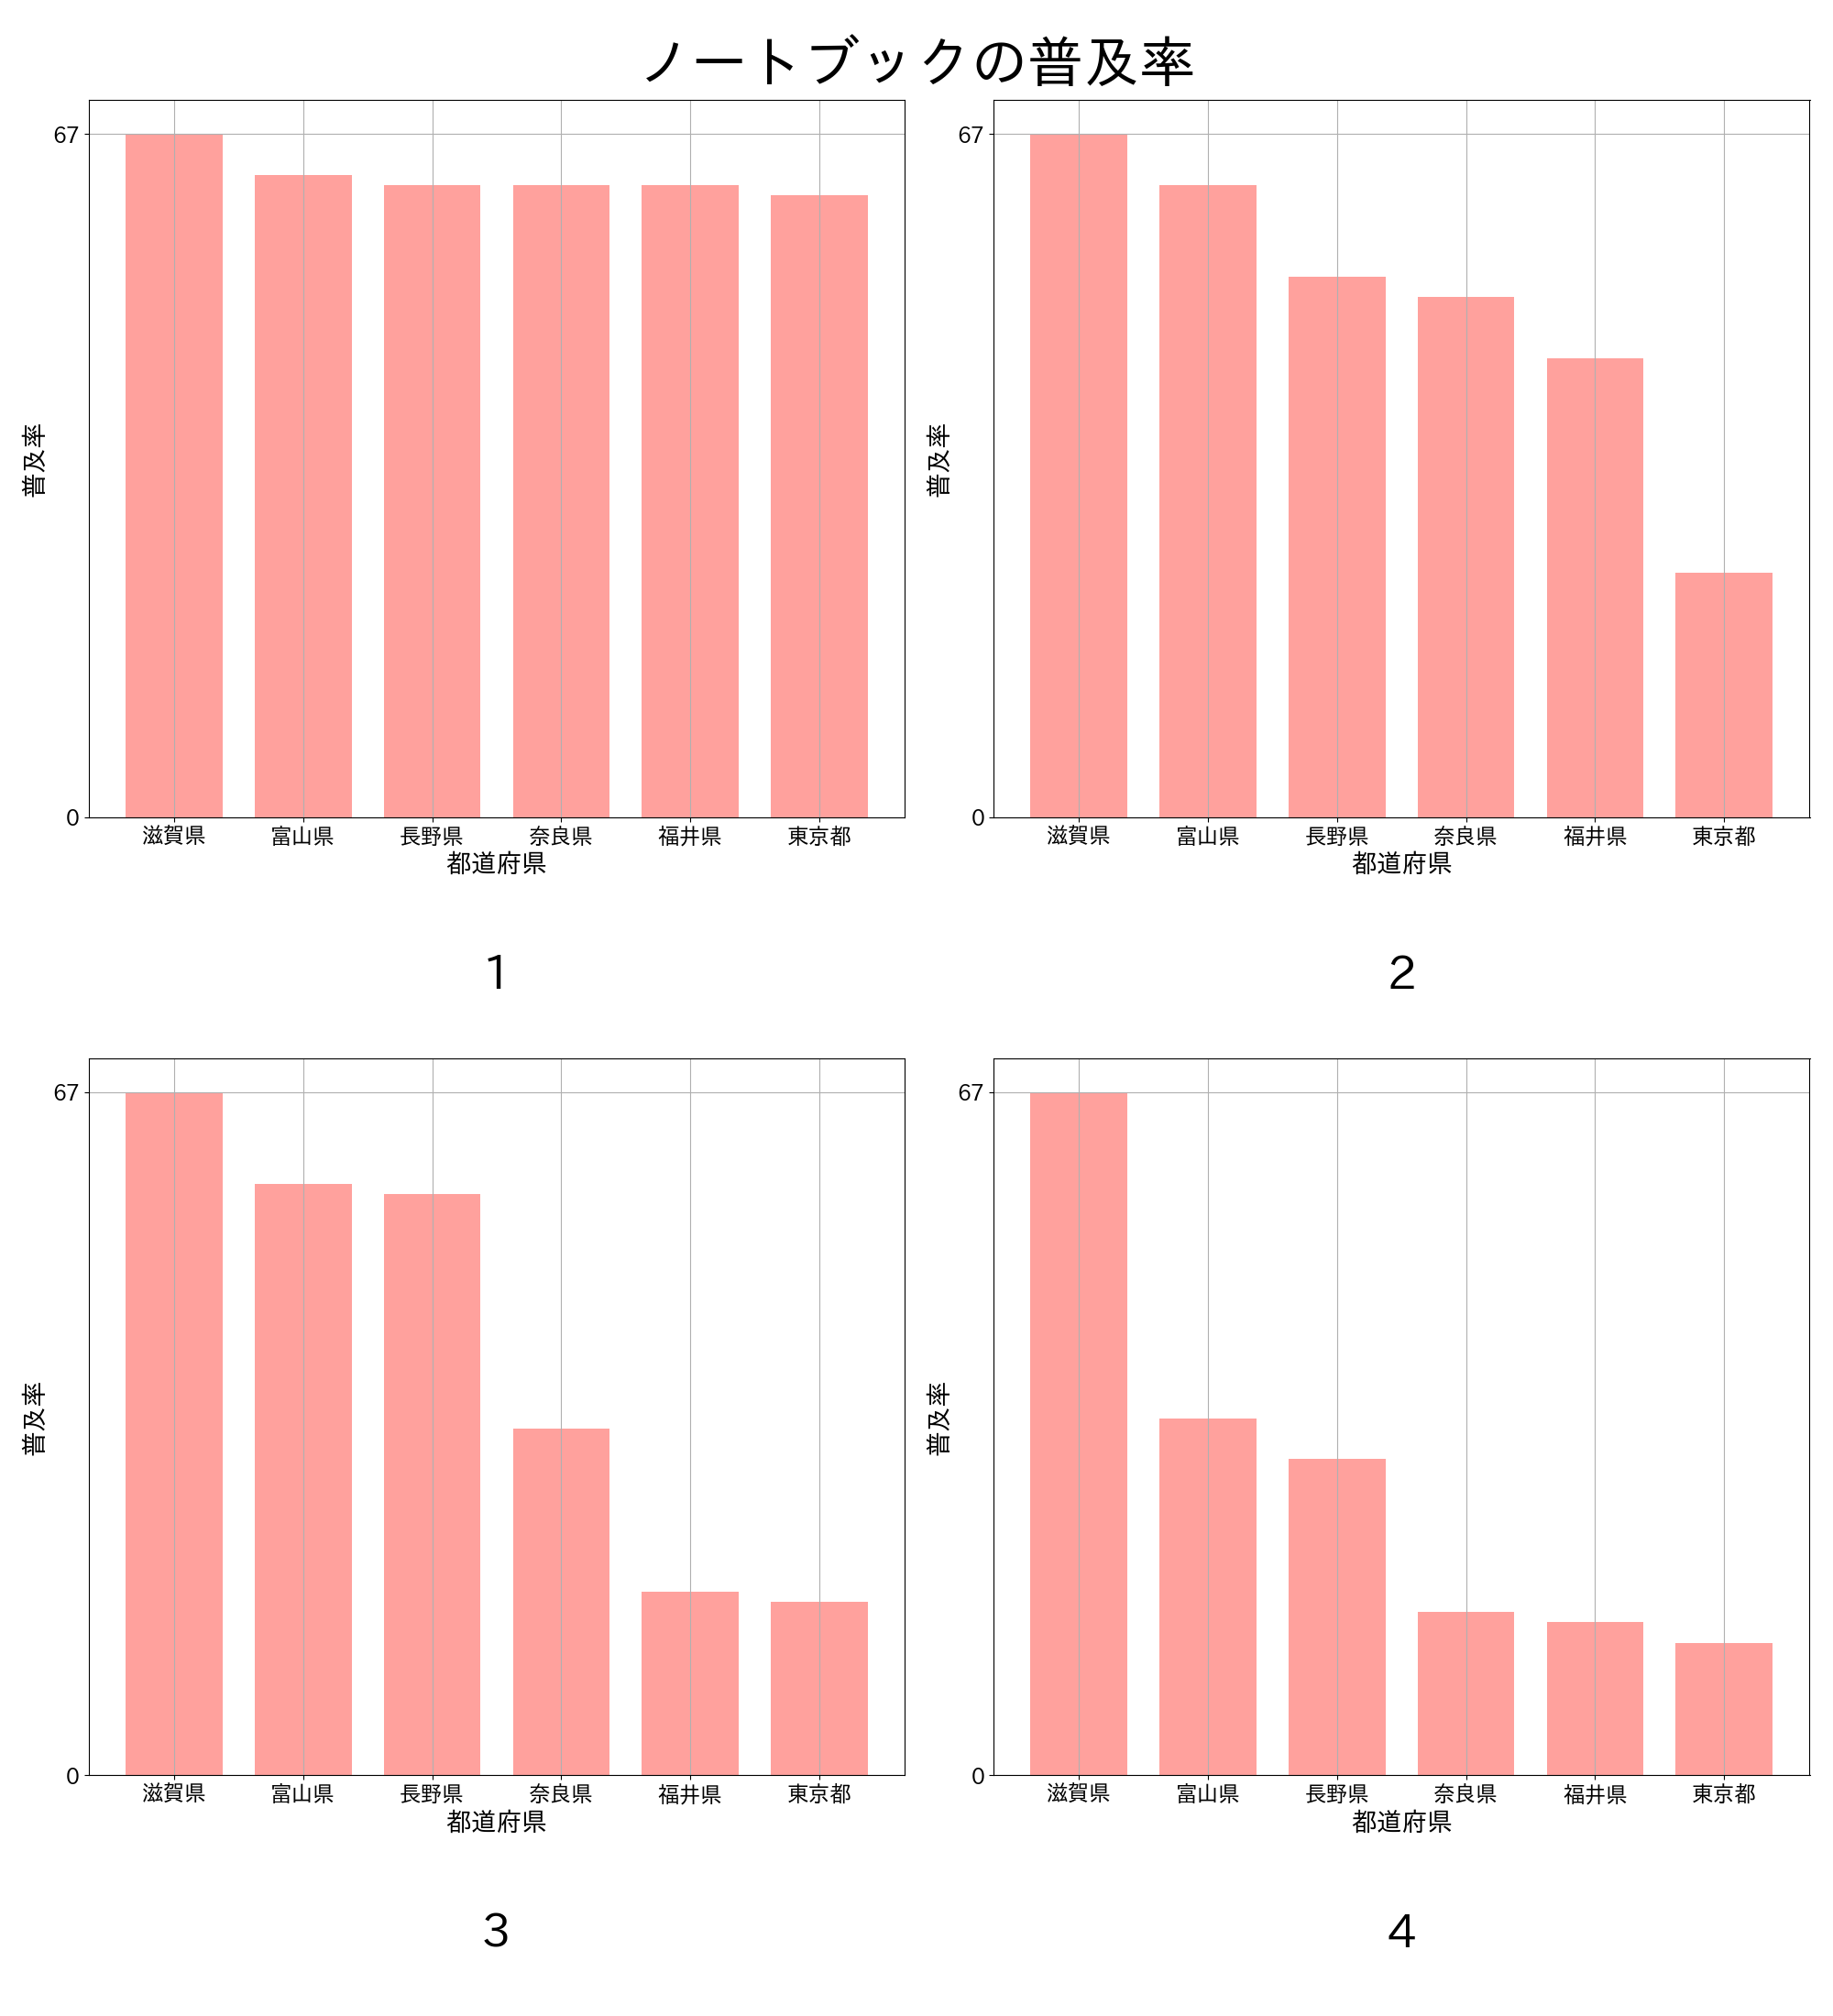 ノートブックの普及率
67
0
普及率
滋賀県 富山県 長野県 奈良県 福井県 東京都
都道府県
1
67
0
普及率
滋賀県 富山県 長野県 奈良県 福井県 東京都
都道府県
2
67
0
普及率
滋賀県 富山県 長野県 奈良県 福井県 東京都
都道府県
3
67
0
普及率
滋賀県 富山県 長野県 奈良県 福井県 東京都
都道府県
4